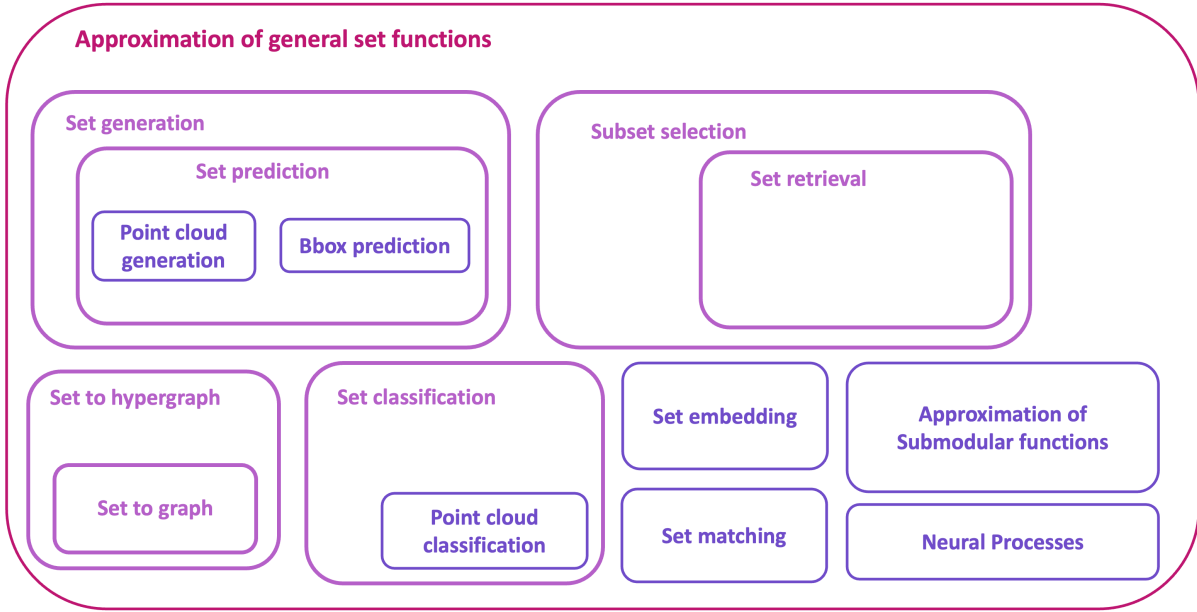 Approximation of general set functions
Set generation
Set prediction
Point cloud
generation
Bbox prediction
Subset selection
Set retrieval
Set to hypergraph
Set to graph
Set classification
Point cloud
classification
Set embedding
Set matching
Approximation of
Submodular functions
Neural Processes